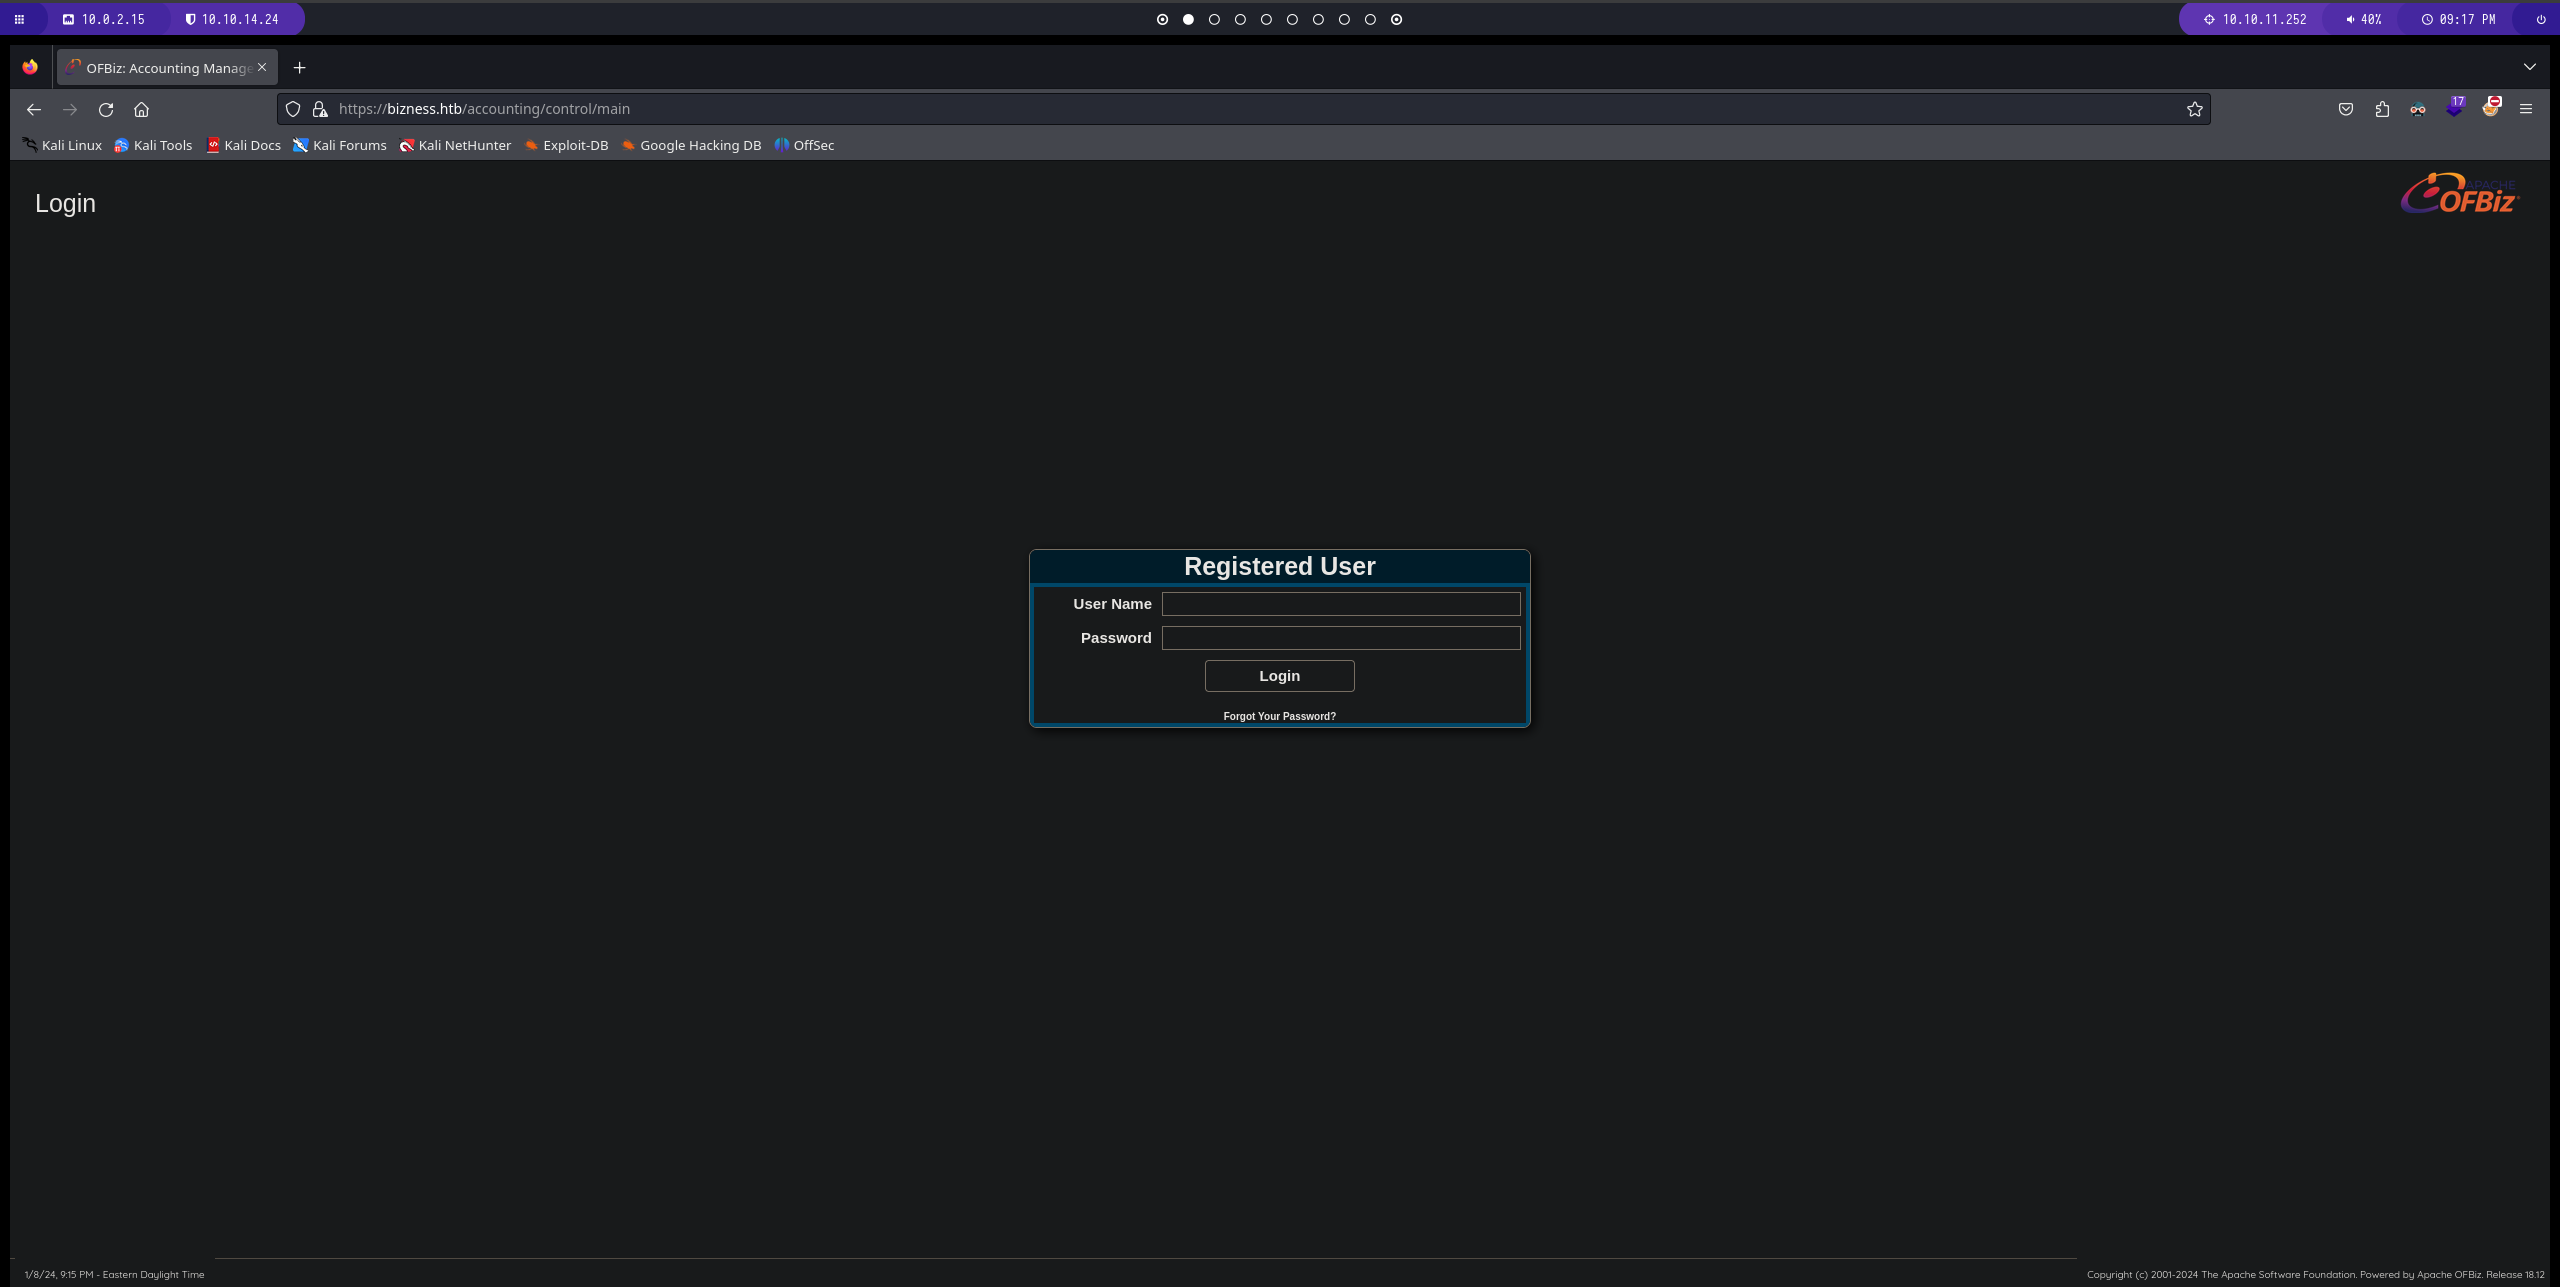 10.0.2.15 10.10.14.24 10.10.11.252 40% 09:17 PM
OFBiz: Accounting Manage
https://bizness.htb/accounting/control/main 17
Kali Linux Kali Tools Kali Docs Kali Forums Kali NetHunter Exploit-DB Google Hacking DB OffSec
Login
APACHE
OFBiz
Registered User
User Name
Password
Login
Forgot Your Password?
1/8/24, 9:15 PM - Eastern Daylight Time
Copyright (c) 2001-2024 The Apache Software Foundation. Powered by Apache OFBiz. Release 18.12